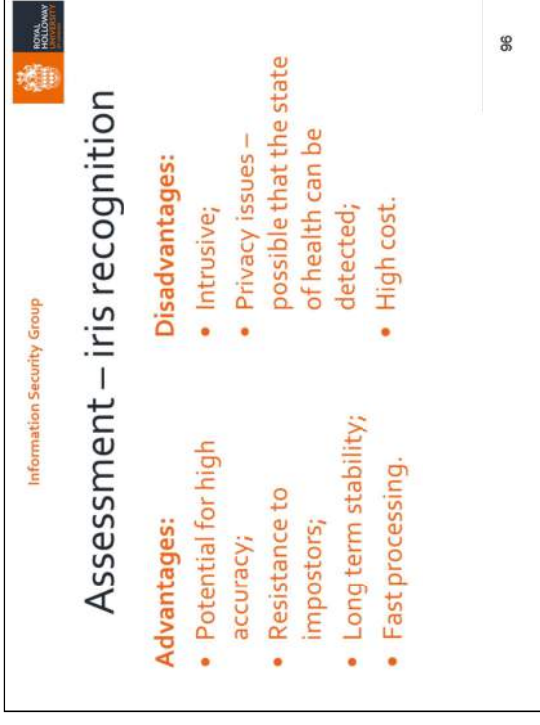 Information Security Group
ROYAL
HOLLOWAY
UNIVERSITY
Assessment – iris recognition
Advantages:
• Potential for high
accuracy;
• Resistance to
impostors;
• Long term stability;
• Fast processing.
Disadvantages:
• Intrusive;
• Privacy issues –
possible that the state
of health can be
detected;
• High cost.
96